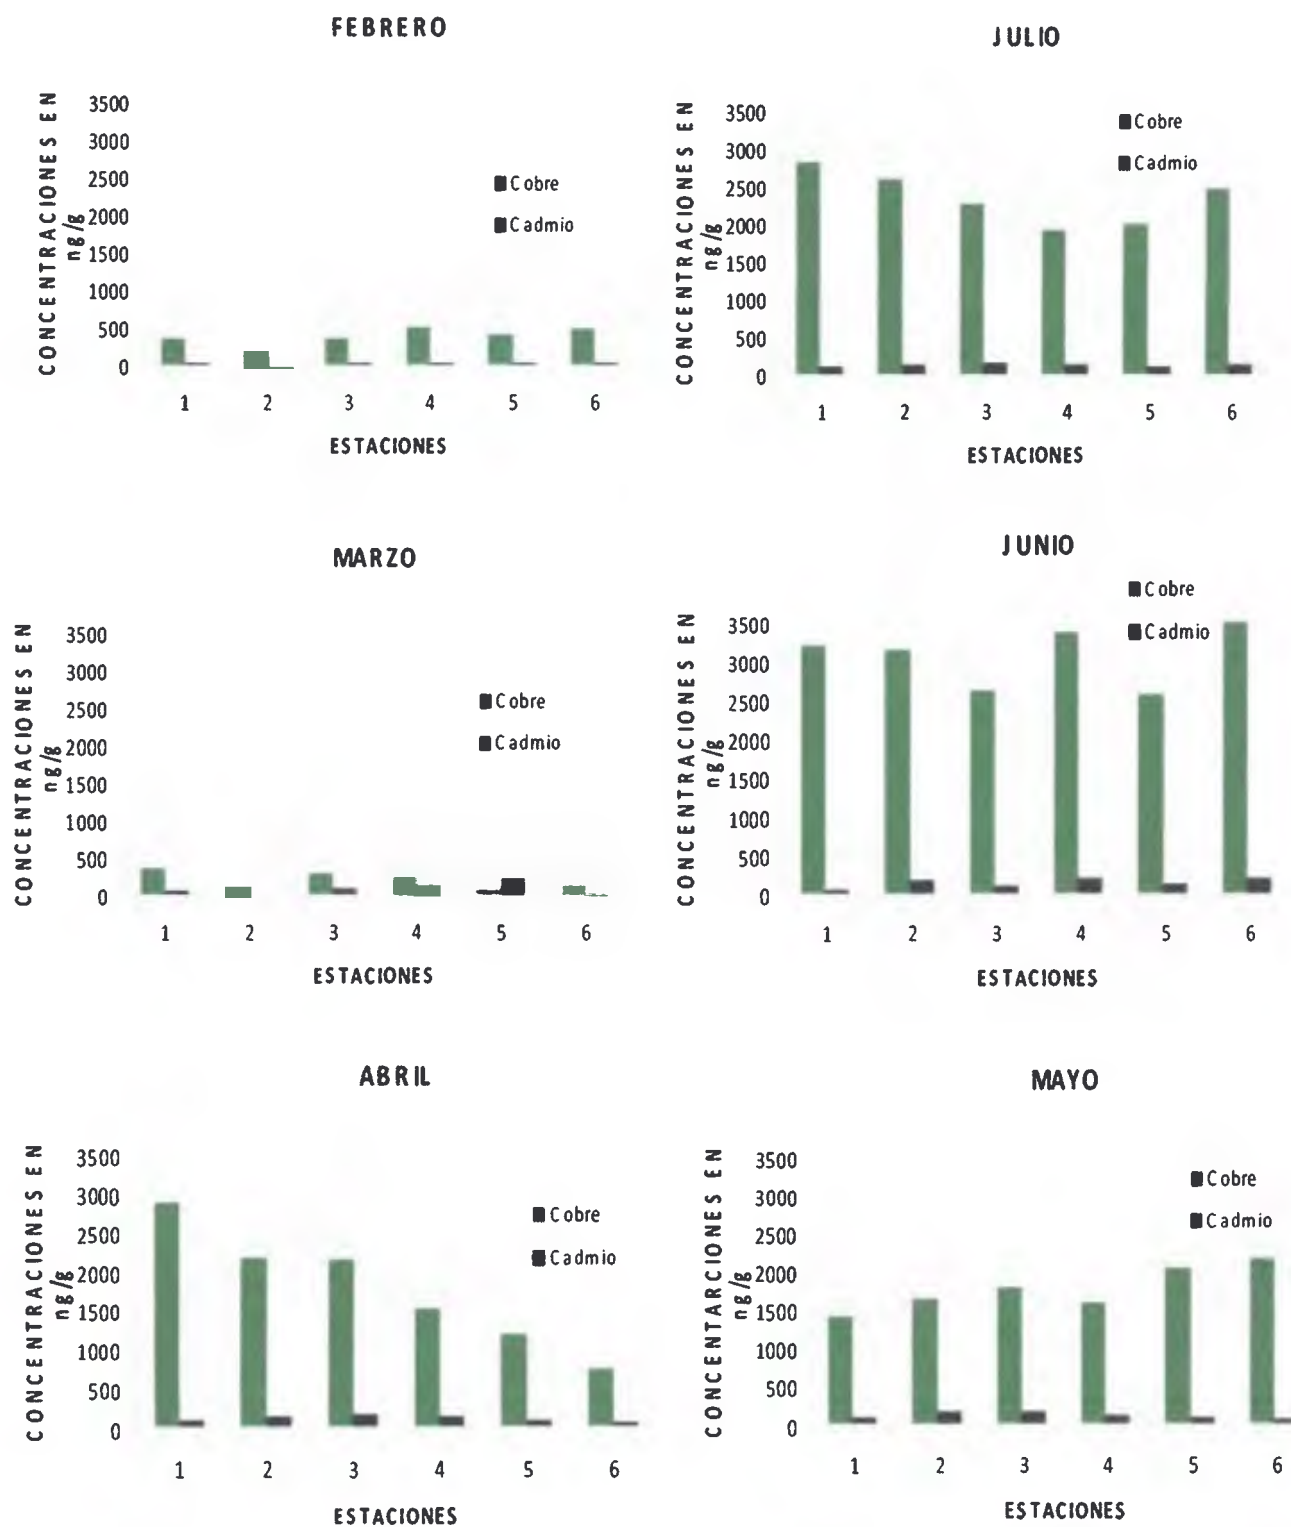 FEBRERO
CONCENTRACIONES EN
ng/g
3500
3000
2500
2000
1500
1000
500
0
Cobre
Cadmio
1 2 3 4 5 6
ESTACIONES
JULIO
CONCENTRACIONES EN
ng/g
3500
3000
2500
2000
1500
1000
500
0
Cobre
Cadmio
1 2 3 4 5 6
ESTACIONES
MARZO
CONCENTRACIONES EN
ng/g
3500
3000
2500
2000
1500
1000
500
0
Cobre
Cadmio
1 2 3 4 5 6
ESTACIONES
JUNIO
CONCENTRACIONES EN
ng/g
3500
3000
2500
2000
1500
1000
500
0
Cobre
Cadmio
1 2 3 4 5 6
ESTACIONES
ABRIL
CONCENTRACIONES EN
ng/g
3500
3000
2500
2000
1500
1000
500
0
Cobre
Cadmio
1 2 3 4 5 6
ESTACIONES
MAYO
CONCENTARCIONES EN
ng/g
3500
3000
2500
2000
1500
1000
500
0
Cobre
Cadmio
1 2 3 4 5 6
ESTACIONES